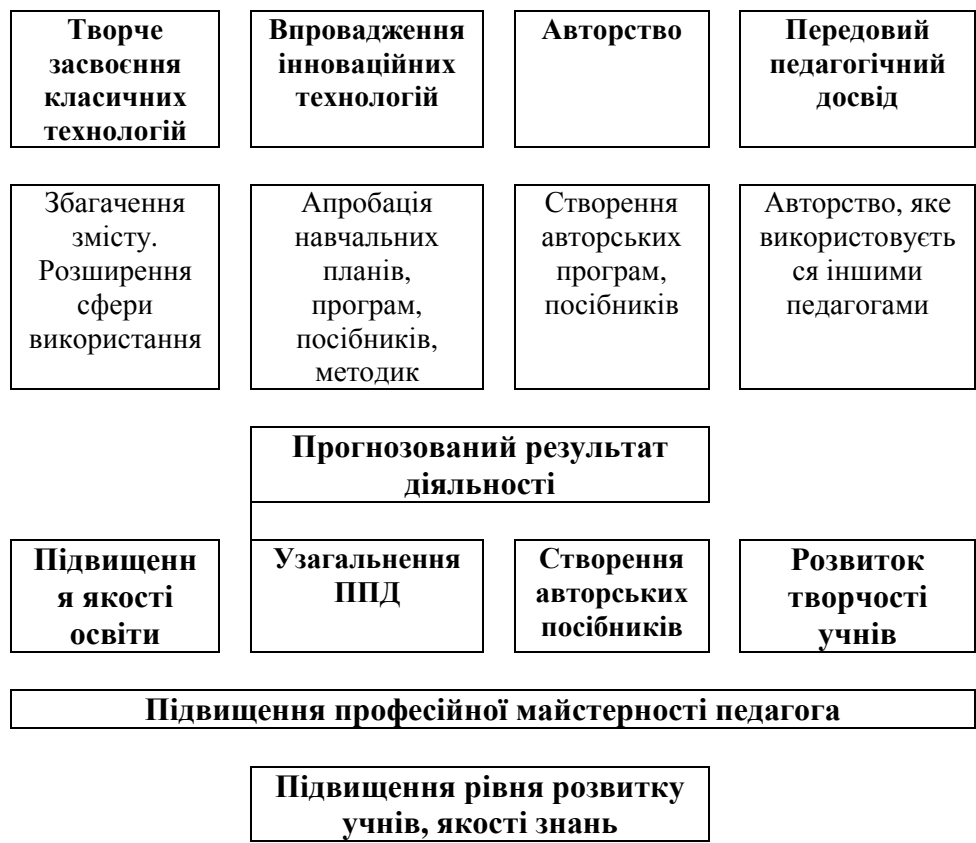 Творче
засвоєння
класичних
технологій
Впровадження
інноваційних
технологій
Авторство
Передовий
педагогічний
досвід
Збагачення
змісту.
Розширення
сфери
використання
Апробація
навчальних
планів,
програм,
посібників,
методик
Створення
авторських
програм,
посібників
Авторство, яке
використовуєть
ся іншими
педагогами
Прогнозований результат
діяльності
Підвищенн
я якості
освіти
Узагальнення
ППД
Створення
авторських
посібників
Розвиток
творчості
учнів
Підвищення професійної майстерності педагога
Підвищення рівня розвитку
учнів, якості знань